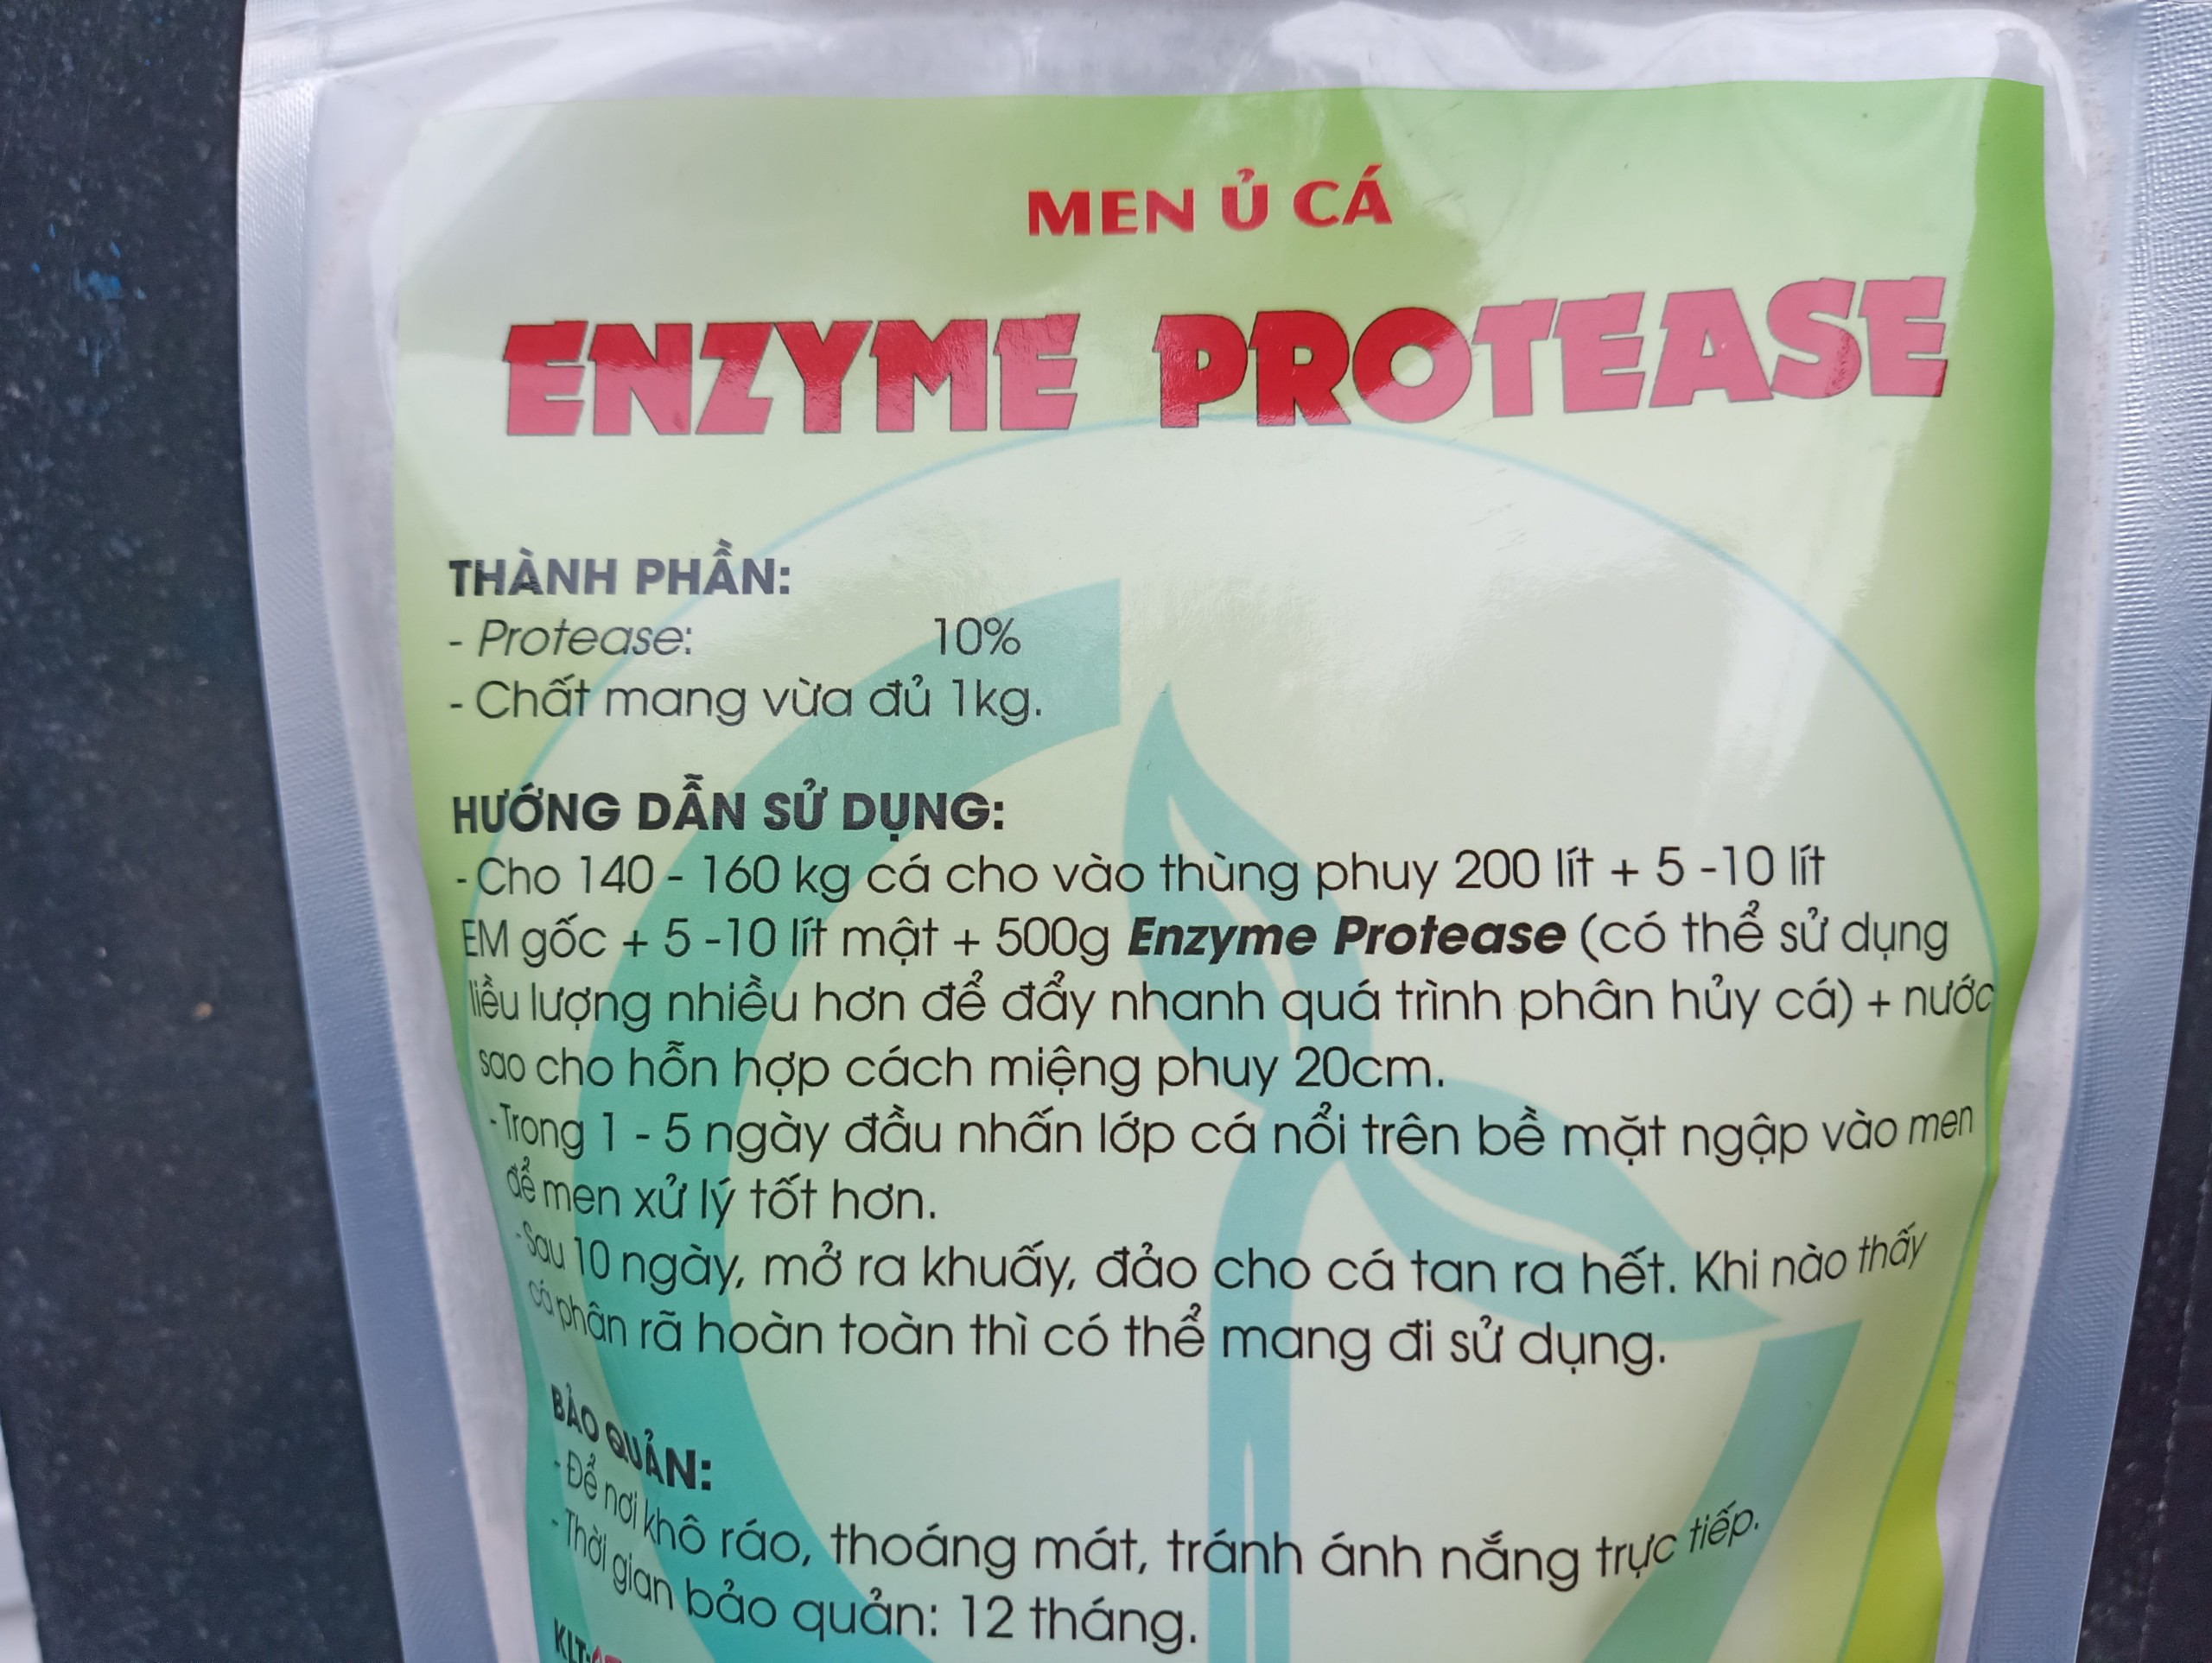 MEN Ủ CÁ
ENZYME PROTEASE
THÀNH PHẦN:
- Protease: 10%
- Chất mang vừa đủ 1kg.
HƯỚNG DẪN SỬ DỤNG:
- Cho 140 - 160 kg cá cho vào thùng phuy 200 lít + 5 -10 lít
EM gốc + 5 -10 lít mật + 500g Enzyme Protease (có thể sử dụng
liều lượng nhiều hơn để đẩy nhanh quá trình phân hủy cá) + nước
sao cho hỗn hợp cách miệng phuy 20cm.
- Trong 1 - 5 ngày đầu nhấn lớp cá nổi trên bề mặt ngập vào men
để men xử lý tốt hơn.
- Sau 10 ngày, mở ra khuấy, đảo cho cá tan ra hết. Khi nào thấy
cá phân rã hoàn toàn thì có thể mang đi sử dụng.
BẢO QUẢN:
- Để nơi khô ráo, thoáng mát, tránh ánh nắng trực tiếp.
- Thời gian bảo quản: 12 tháng.